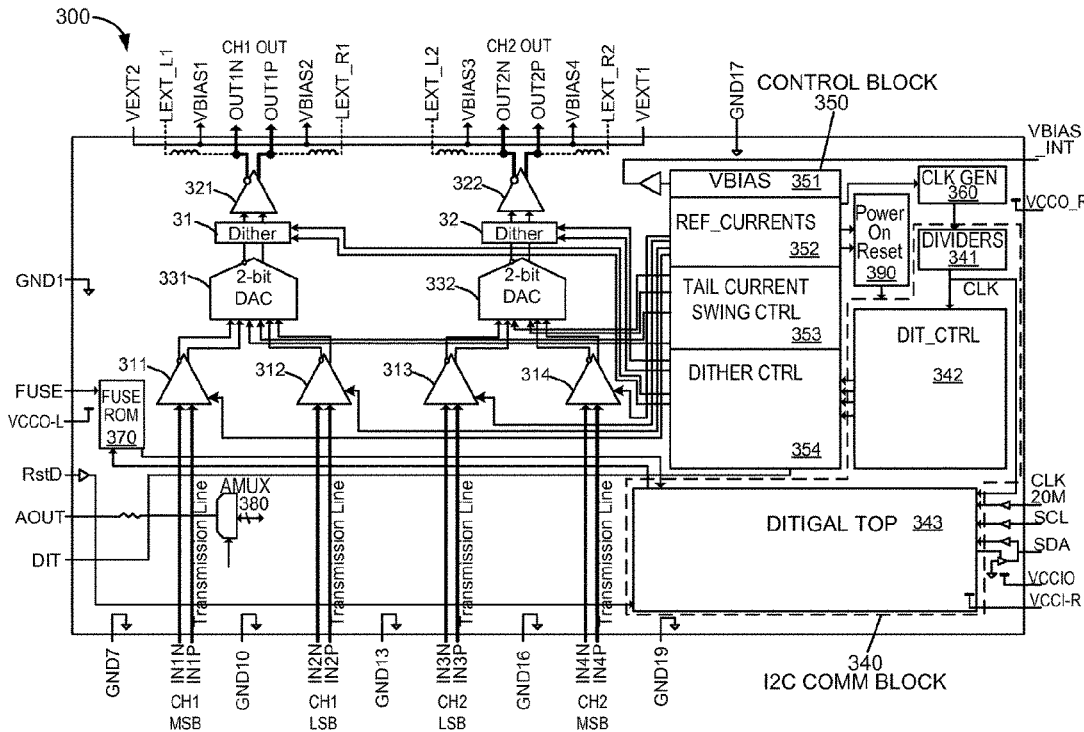 300
VEXT2
LEXT_L1
VBIAS1
CH1 OUT
OUT1N
OUT1P
VBIAS2
LEXT_R1
LEXT_L2
VBIAS3
CH2 OUT
OUT2N
OUT2P
VBIAS4
LEXT_R2
VEXT1
GND17
CONTROL BLOCK
350
VBIAS
_INT
321
322
VBIAS 351
CLK GEN
360
VCCO_R
31
Dither
32
Dither
REF_CURRENTS
352
Power
On
Reset
390
DIVIDERS
341
CLK
GND1
331
2-bit
DAC
332
2-bit
DAC
TAIL CURRENT
SWING CTRL
353
DIT_CTRL
342
311
312
313
314
DITHER CTRL
354
FUSE
VCCO-L
FUSE
ROM
370
RstD
AOUT
AMUX
380
DIT
Transmission Line
Transmission Line
Transmission Line
Transmission Line
DITIGAL TOP 343
CLK
20M
SCL
SDA
VCCIO
VCCI-R
GND7
IN1N
IN1P
CH1
MSB
GND10
IN2N
IN2P
CH1
LSB
GND13
IN3N
IN3P
CH2
LSB
GND16
IN4N
IN4P
CH2
MSB
GND19
340
I2C COMM BLOCK